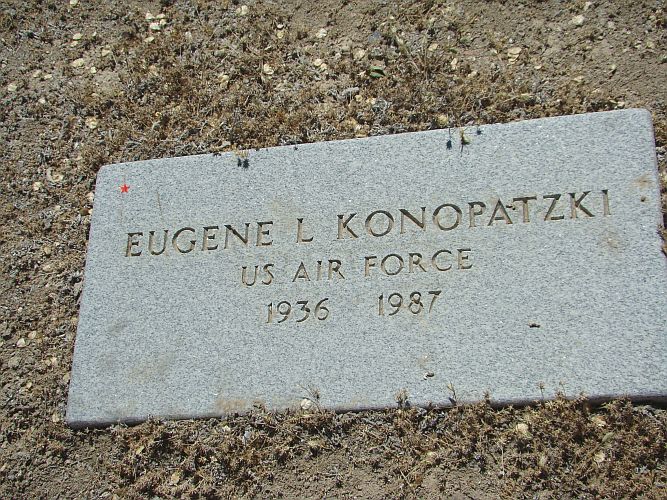 EUGENE L KONOPATZKI
US AIR FORCE
1936 1987